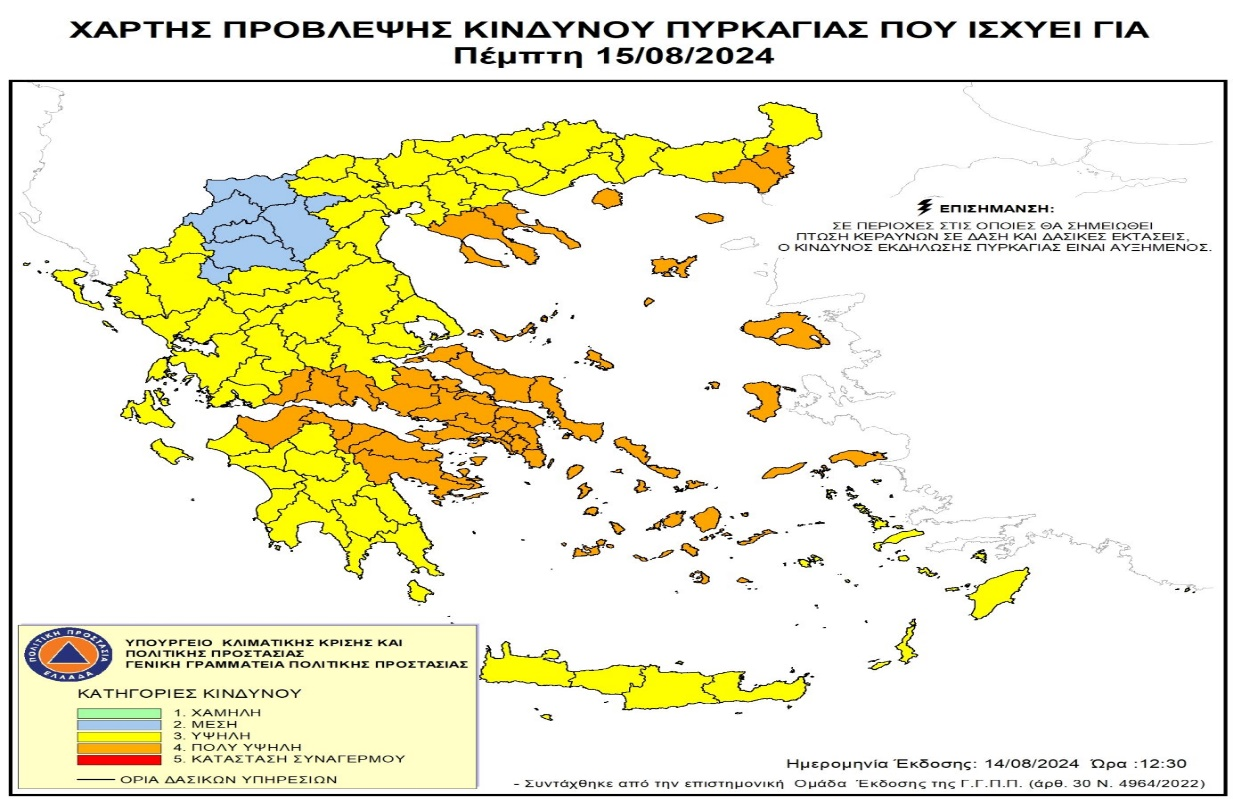 ΧΑΡΤΗΣ ΠΡΟΒΛΕΨΗΣ ΚΙΝΔΥΝΟΥ ΠΥΡΚΑΓΙΑΣ ΠΟΥ ΙΣΧΥΕΙ ΓΙΑ
Πέμπτη 15/08/2024
ΕΠΙΣΗΜΑΝΣΗ:
ΣΕ ΠΕΡΙΟΧΕΣ ΣΤΙΣ ΟΠΟΙΕΣ ΘΑ ΣΗΜΕΙΩΘΕΙ
ΠΤΩΣΗ ΚΕΡΑΥΝΩΝ ΣΕ ΔΑΣΗ ΚΑΙ ΔΑΣΙΚΕΣ ΕΚΤΑΣΕΙΣ,
Ο ΚΙΝΔΥΝΟΣ ΕΚΔΗΛΩΣΗΣ ΠΥΡΚΑΓΙΑΣ ΕΙΝΑΙ ΑΥΞΗΜΕΝΟΣ.
ΠΟΛΙΤΙΚΗ ΠΡΟΣΤΑΣΙΑ
ΕΛΛΑΔΑ
ΥΠΟΥΡΓΕΙΟ ΚΛΙΜΑΤΙΚΗΣ ΚΡΙΣΗΣ ΚΑΙ
ΠΟΛΙΤΙΚΗΣ ΠΡΟΣΤΑΣΙΑΣ
ΓΕΝΙΚΗ ΓΡΑΜΜΑΤΕΙΑ ΠΟΛΙΤΙΚΗΣ ΠΡΟΣΤΑΣΙΑΣ
ΚΑΤΗΓΟΡΙΕΣ ΚΙΝΔΥΝΟΥ
1. ΧΑΜΗΛΗ
2. ΜΕΣΗ
3. ΥΨΗΛΗ
4. ΠΟΛΥ ΥΨΗΛΗ
5. ΚΑΤΑΣΤΑΣΗ ΣΥΝΑΓΕΡΜΟΥ
ΟΡΙΑ ΔΑΣΙΚΩΝ ΥΠΗΡΕΣΙΩΝ
Ημερομηνία Έκδοσης: 14/08/2024 Ώρα :12:30
- Συντάχθηκε από την επιστημονική Ομάδα Έκδοσης της Γ.Γ.Π.Π. (άρθ. 30 Ν. 4964/2022)